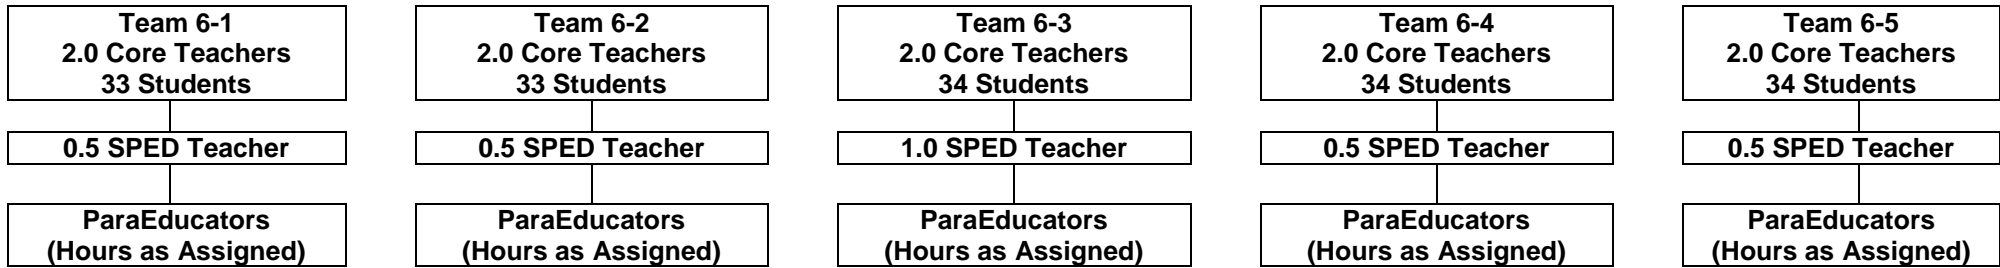 Team 6-1
2.0 Core Teachers
33 Students
0.5 SPED Teacher
ParaEducators
(Hours as Assigned)
Team 6-2
2.0 Core Teachers
33 Students
0.5 SPED Teacher
ParaEducators
(Hours as Assigned)
Team 6-3
2.0 Core Teachers
34 Students
1.0 SPED Teacher
ParaEducators
(Hours as Assigned)
Team 6-4
2.0 Core Teachers
34 Students
0.5 SPED Teacher
ParaEducators
(Hours as Assigned)
Team 6-5
2.0 Core Teachers
34 Students
0.5 SPED Teacher
ParaEducators
(Hours as Assigned)